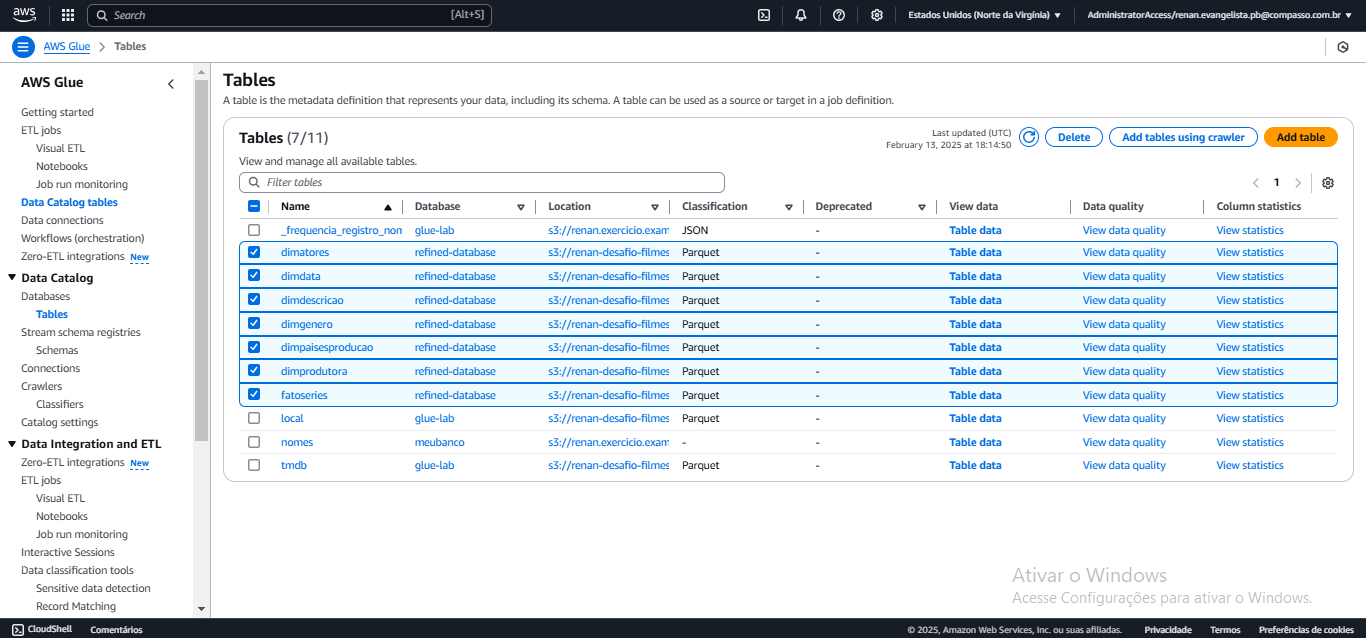 aws
Search
[Alt+S]
Estados Unidos (Norte da Virgínia)
AdministratorAccess/renan.evangelista.pb@compasso.com.br
AWS Glue > Tables
AWS Glue
Getting started
ETL jobs
Visual ETL
Notebooks
Job run monitoring
Data Catalog tables
Data connections
Workflows (orchestration)
Zero-ETL integrations New
Data Catalog
Databases
Tables
Stream schema registries
Schemas
Connections
Crawlers
Classifiers
Catalog settings
Data Integration and ETL
Zero-ETL integrations New
ETL jobs
Visual ETL
Notebooks
Job run monitoring
Interactive Sessions
Data classification tools
Sensitive data detection
Record Matching
Tables
A table is the metadata definition that represents your data, including its schema. A table can be used as a source or target in a job definition.
Tables (7/11)
Last updated (UTC)
February 13, 2025 at 18:14:50
Delete
Add tables using crawler
Add table
View and manage all available tables.
Filter tables
1
Name Database Location Classification Deprecated View data Data quality Column statistics
_frequencia_registro_nom glue-lab s3://renan.exercicio.exam JSON - Table data View data quality View statistics
dimatores refined-database s3://renan-desafio-filmes Parquet - Table data View data quality View statistics
dimdata refined-database s3://renan-desafio-filmes Parquet - Table data View data quality View statistics
dimdescricao refined-database s3://renan-desafio-filmes Parquet - Table data View data quality View statistics
dimgenero refined-database s3://renan-desafio-filmes Parquet - Table data View data quality View statistics
dimpaisesproducao refined-database s3://renan-desafio-filmes Parquet - Table data View data quality View statistics
dimprodutora refined-database s3://renan-desafio-filmes Parquet - Table data View data quality View statistics
fatoseries refined-database s3://renan-desafio-filmes Parquet - Table data View data quality View statistics
local glue-lab s3://renan-desafio-filmes Parquet - Table data View data quality View statistics
nomes meubanco s3://renan.exercicio.exam - - Table data View data quality View statistics
tmdb glue-lab s3://renan-desafio-filmes Parquet - Table data View data quality View statistics
Ativar o Windows
Acesse Configurações para ativar o Windows.
CloudShell Comentários
© 2025, Amazon Web Services, Inc. ou suas afiliadas. Privacidade Termos Preferências de cookies